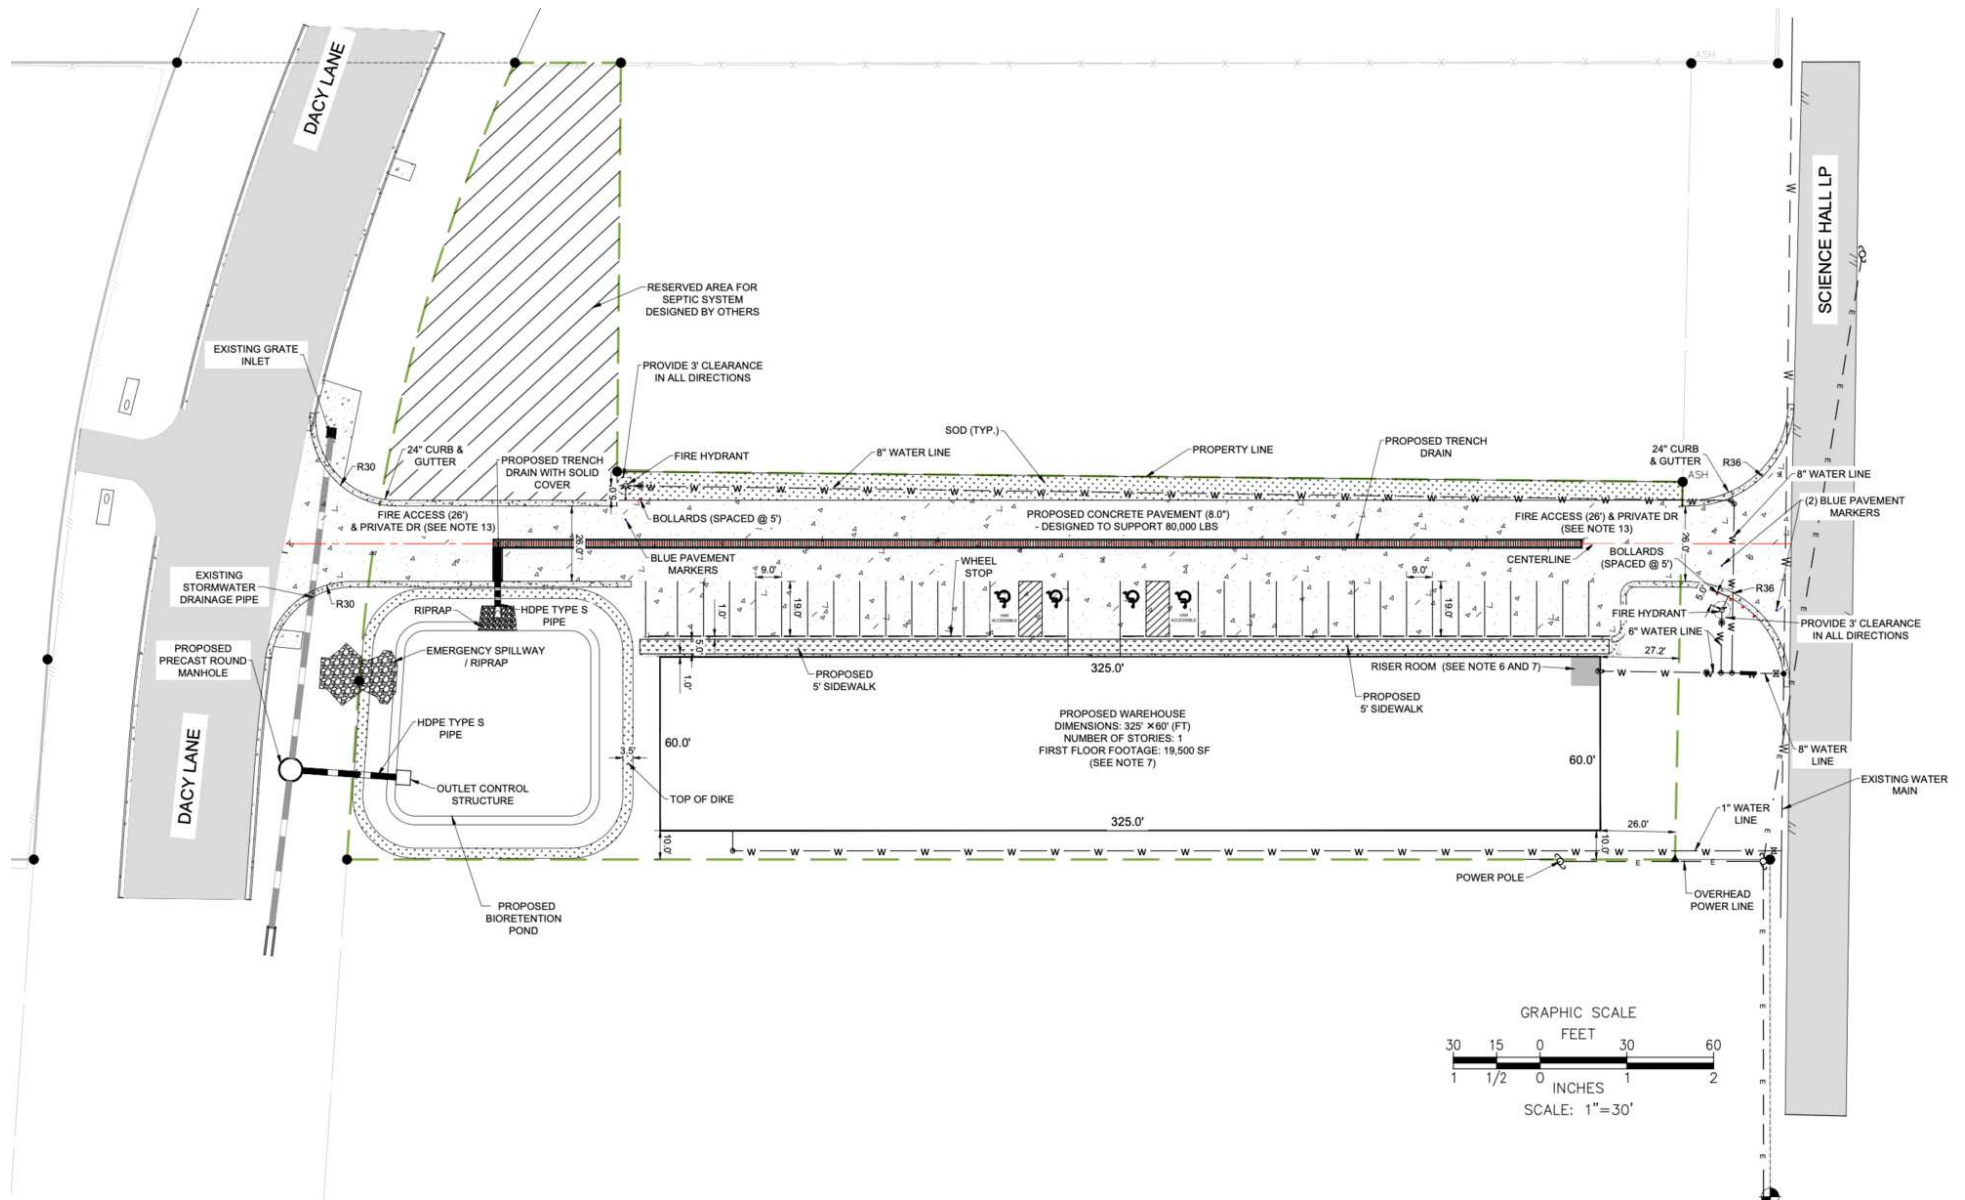 ASH
DACY LANE
SCIENCE HALL LP
RESERVED AREA FOR
SEPTIC SYSTEM
DESIGNED BY OTHERS
EXISTING GRATE
INLET
PROVIDE 3' CLEARANCE
IN ALL DIRECTIONS
SOD (TYP.)
8" WATER LINE
PROPERTY LINE
PROPOSED TRENCH
DRAIN
24" CURB &
GUTTER
R30
PROPOSED TRENCH
DRAIN WITH SOLID
COVER
FIRE HYDRANT
24" CURB
& GUTTER
R36
ASH
8" WATER LINE
(2) BLUE PAVEMENT
MARKERS
FIRE ACCESS (26')
& PRIVATE DR (SEE NOTE 13)
BOLLARDS (SPACED @ 5')
PROPOSED CONCRETE PAVEMENT (8.0")
- DESIGNED TO SUPPORT 80,000 LBS
FIRE ACCESS (26') & PRIVATE DR
(SEE NOTE 13)
26.0'
26.0'
BLUE PAVEMENT
MARKERS
WHEEL
STOP
CENTERLINE
BOLLARDS
(SPACED @ 5')
9.0'
9.0'
19.0'
19.0'
1.0'
5.0'
EXISTING
STORMWATER
DRAINAGE PIPE
R30
RIPRAP
HDPE TYPE S
PIPE
VAN
ACCESSIBLE
VAN
ACCESSIBLE
R36
FIRE HYDRANT
6" WATER LINE
PROVIDE 3' CLEARANCE
IN ALL DIRECTIONS
PROPOSED
PRECAST ROUND
MANHOLE
EMERGENCY SPILLWAY
/ RIPRAP
5.0'
1.0'
PROPOSED
5' SIDEWALK
325.0'
RISER ROOM (SEE NOTE 6 AND 7)
27.2'
PROPOSED
5' SIDEWALK
HDPE TYPE S
PIPE
60.0'
PROPOSED WAREHOUSE
DIMENSIONS: 325' ×60' (FT)
NUMBER OF STORIES: 1
FIRST FLOOR FOOTAGE: 19,500 SF
(SEE NOTE 7)
60.0'
3.5'
8" WATER
LINE
DACY LANE
OUTLET CONTROL
STRUCTURE
TOP OF DIKE
EXISTING WATER
MAIN
325.0'
1" WATER
LINE
26.0'
10.0'
10.0'
POWER POLE
OVERHEAD
POWER LINE
PROPOSED
BIORETENTION
POND
GRAPHIC SCALE
FEET
30 15 0 30 60
1 1/2 0 1 2
INCHES
SCALE: 1"=30'